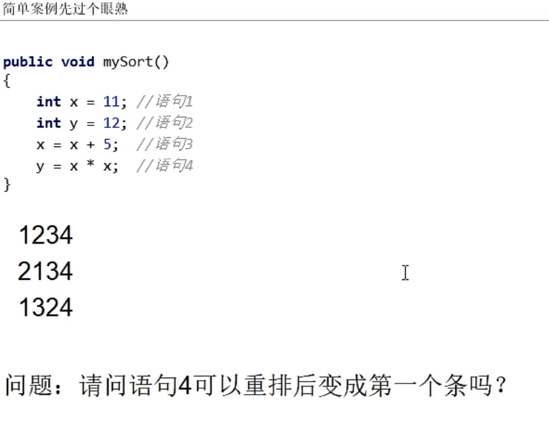 简单案例先过个眼熟
public void mySort()
{
    int x = 11; //语句1
    int y = 12; //语句2
    x = x + 5;  //语句3
    y = x * x;  //语句4
}
1234
2134
1324
问题：请问语句4可以重排后变成第一个条吗？